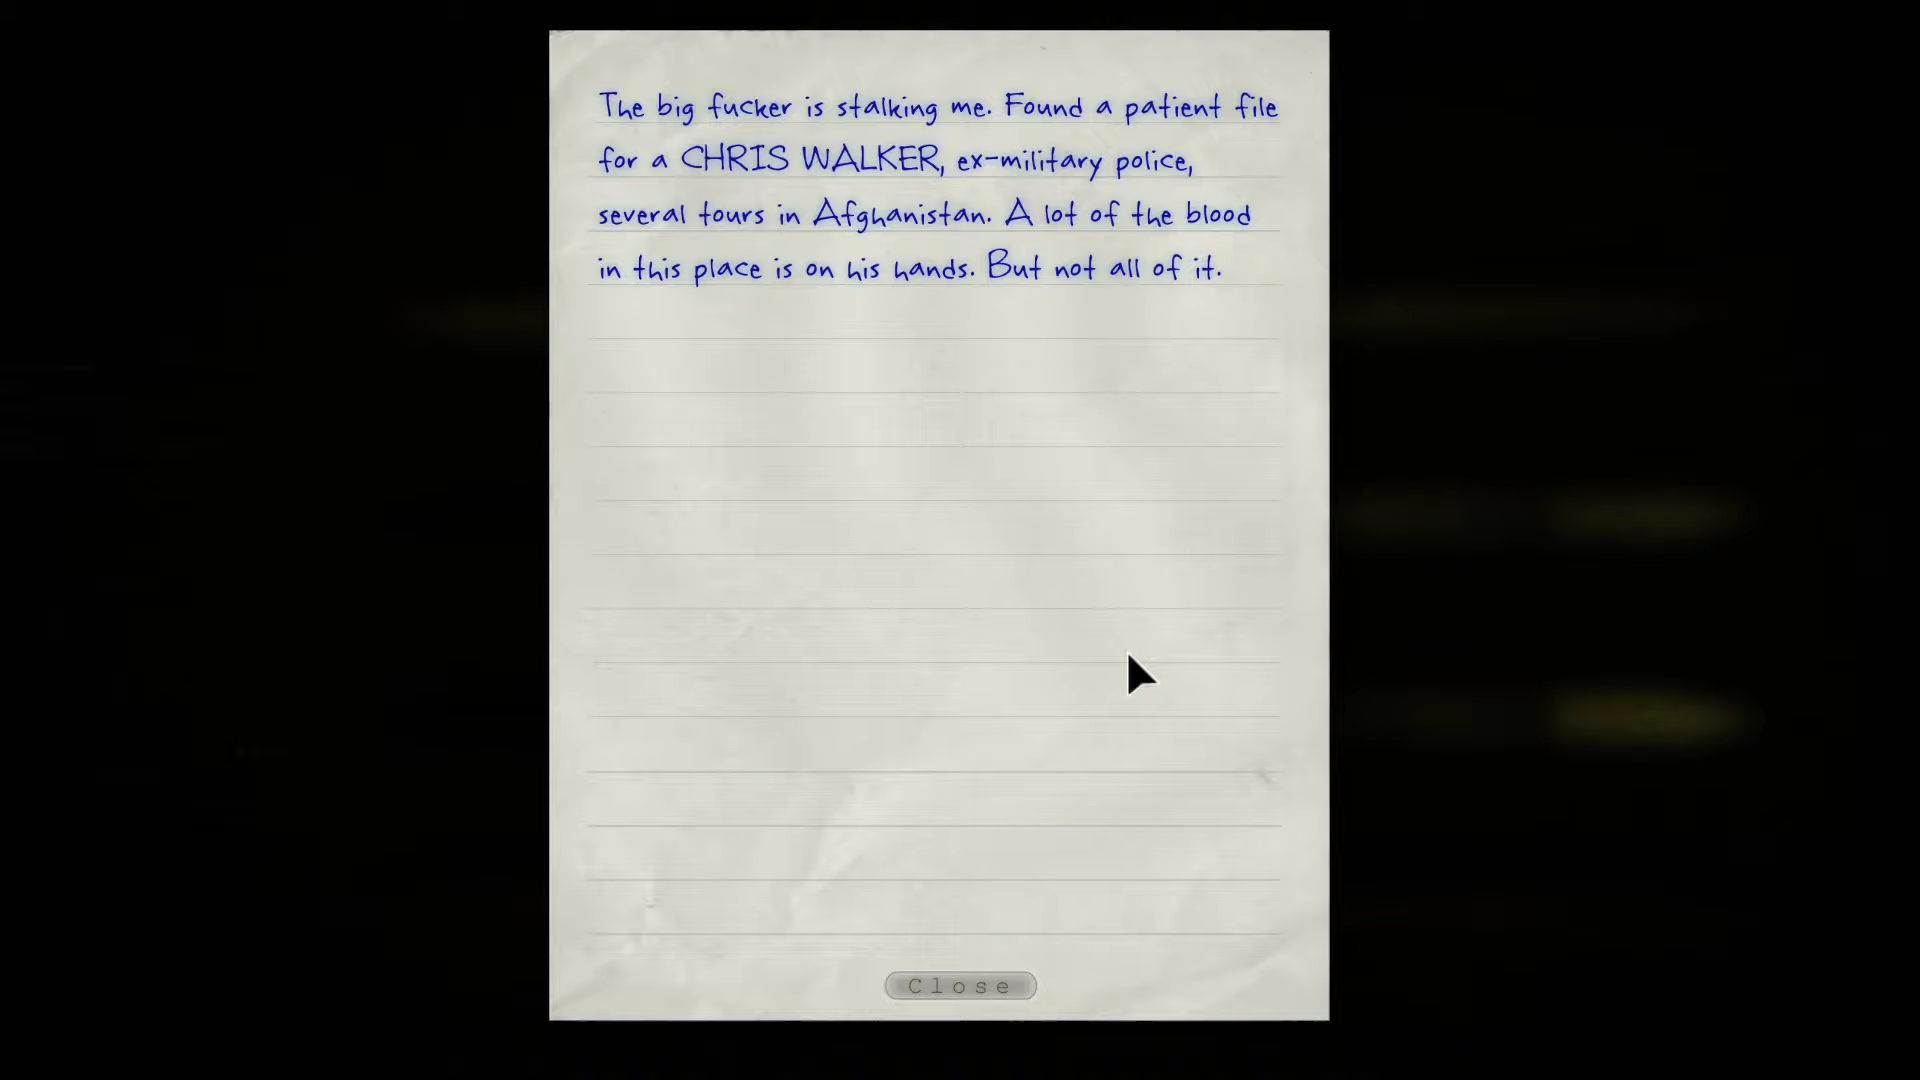 The big fucker is stalking me. Found a patient file
for a CHRIS WALKER, ex-military police,
several tours in Afghanistan. A lot of the blood
in this place is on his hands. But not all of it.
Close